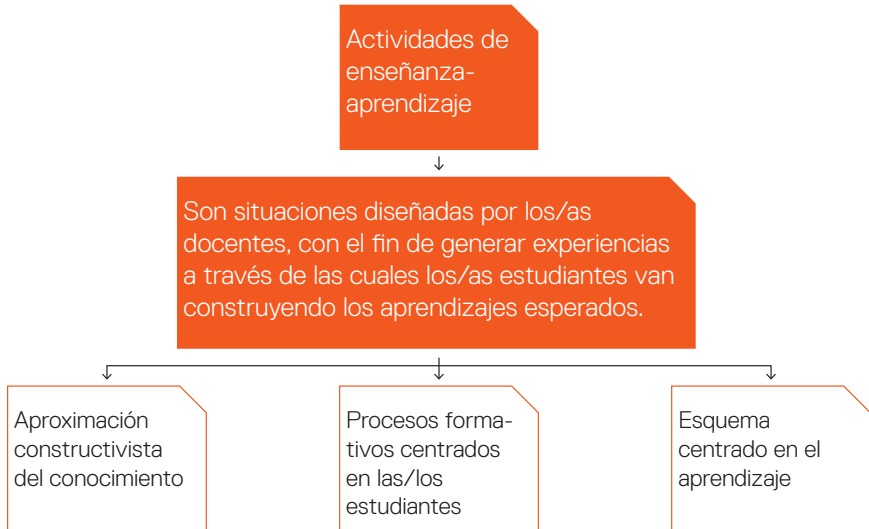 Actividades de
enseñanza-
aprendizaje
Son situaciones diseñadas por los/as
docentes, con el fin de generar experiencias
a través de las cuales los/as estudiantes van
construyendo los aprendizajes esperados.
Aproximación
constructivista
del conocimiento
Procesos forma-
tivos centrados
en las/los
estudiantes
Esquema
centrado en el
aprendizaje